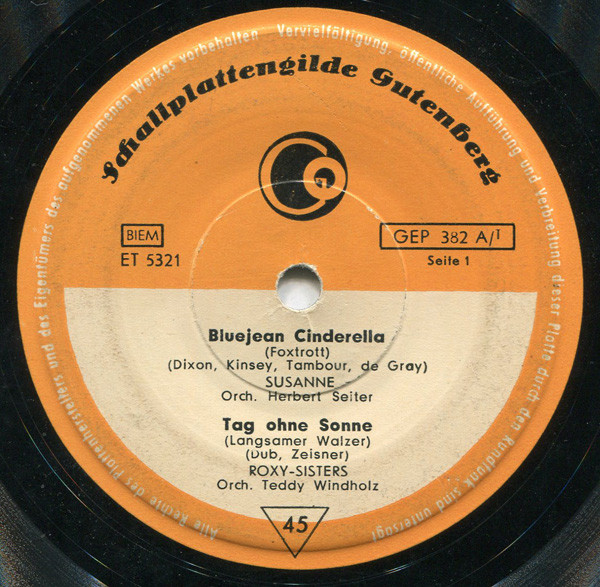 Alle Rechte des Plattenherstellers und des Eigentümers des aufgenommenen Werkes vorbehalten. Vervielfältigung, öffentliche Aufführung und Verbreitung dieser Platte durch den Rundfunk sind untersagt
Schallplattengilde Gutenberg
BIEM
ET 5321
GEP 382 A/I
Seite 1
Bluejean Cinderella
(Foxtrott)
(Dixon, Kinsey, Tambour, de Gray)
SUSANNE
Orch. Herbert Seiter
Tag ohne Sonne
(Langsamer Walzer)
(Dub, Zeisner)
ROXY-SISTERS
Orch. Teddy Windholz
45